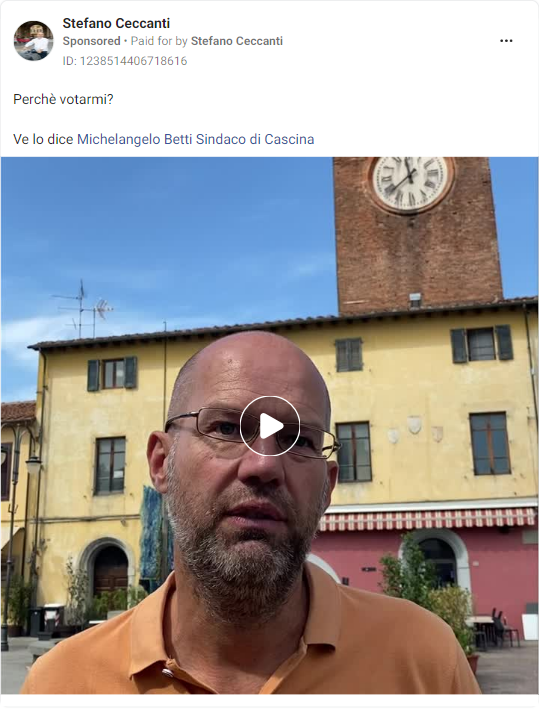 Stefano Ceccanti
Sponsored • Paid for by Stefano Ceccanti
ID: 1238514406718616
Perchè votarmi?
Ve lo dice Michelangelo Betti Sindaco di Cascina